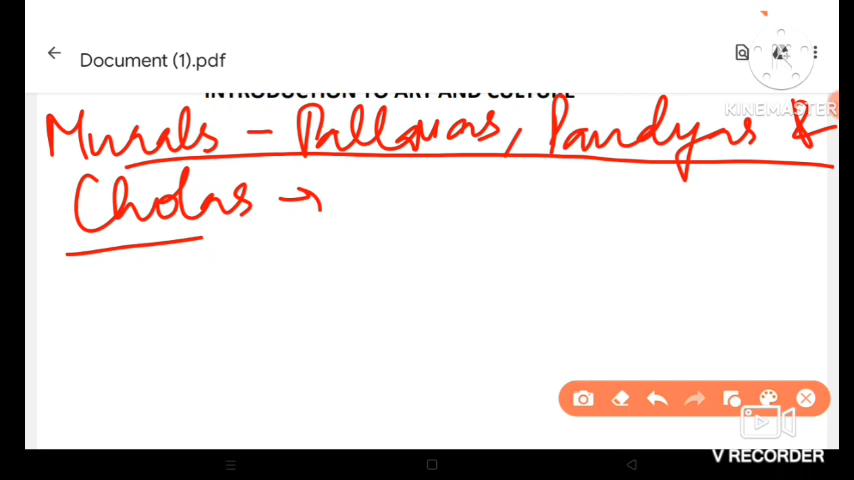 Document (1).pdf
KINEMASTER
INTRODUCTION TO ART AND CULTURE
Murals - Pallavas, Pandyas &
Cholas →
V RECORDER